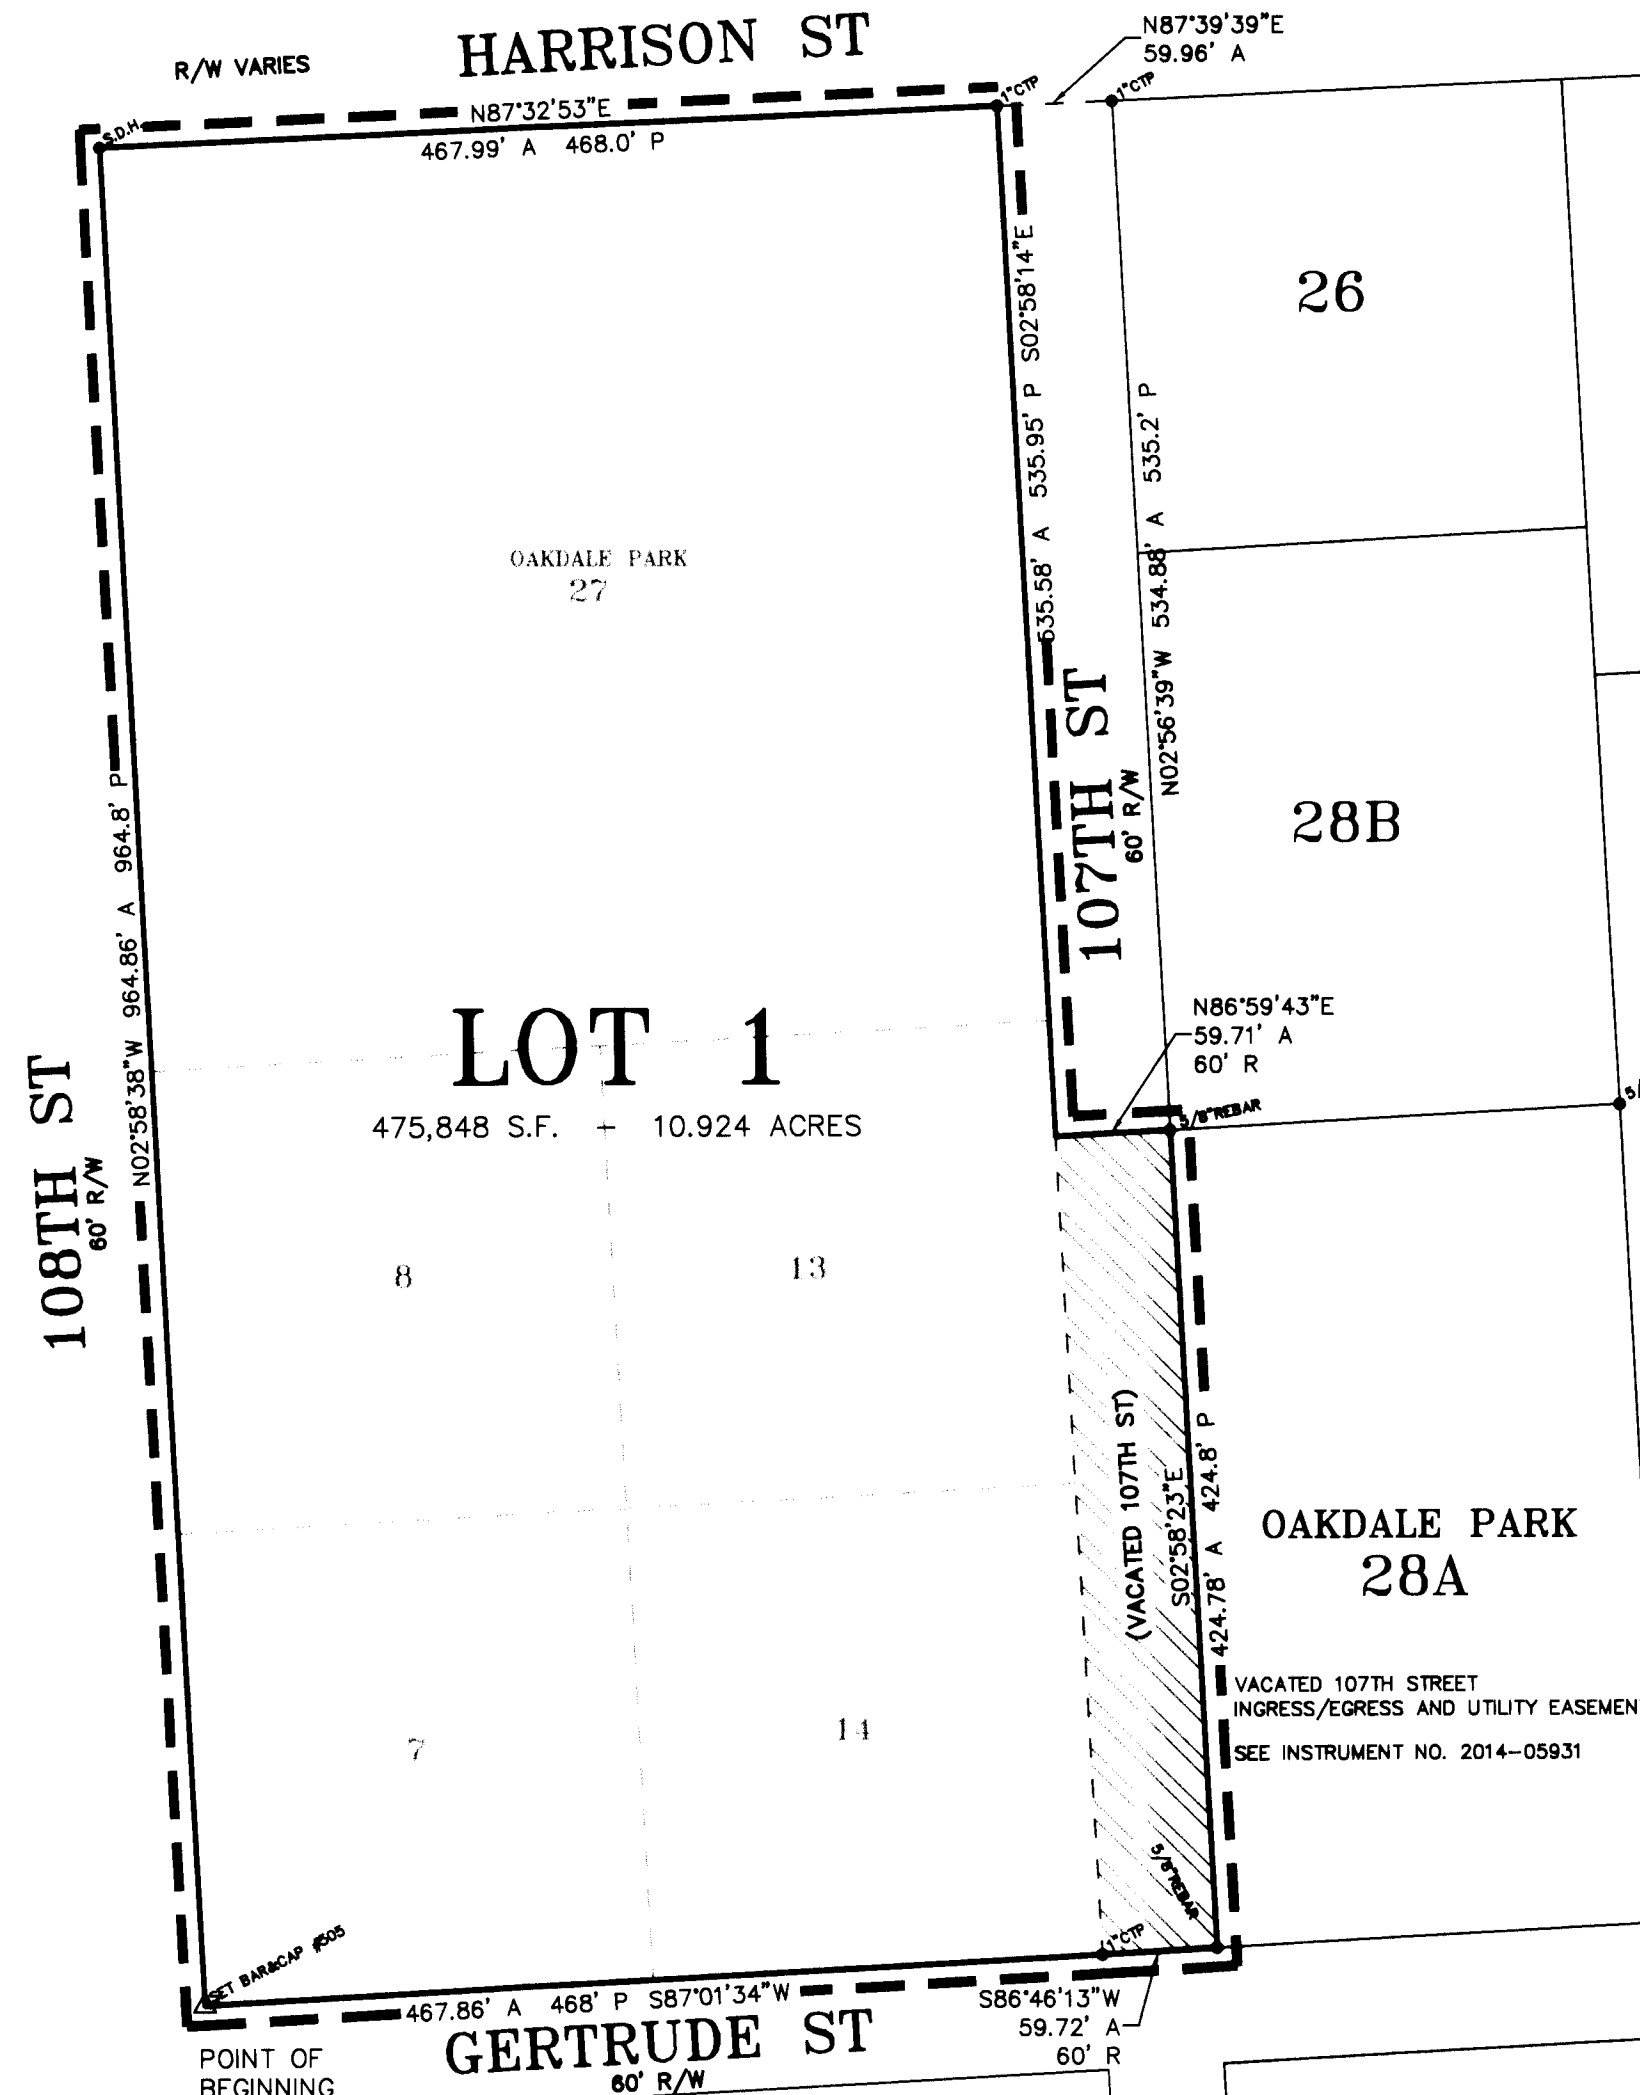 HARRISON ST
R/W VARIES
N87°39'39"E
59.96' A
1"CTP
1"CTP
S.D.H.
N87°32'53"E
467.99' A 468.0' P
26
535.58' A 535.95' P S02°58'14"E
N02°56'39"W 534.88' A 535.2' P
OAKDALE PARK
27
107TH ST
60' R/W
28B
N02°58'38"W 964.86' A 964.8' P
108TH ST
60' R/W
LOT 1
475,848 S.F. + 10.924 ACRES
N86°59'43"E
59.71' A
60' R
5/8"REBAR
5/
8
13
(VACATED 107TH ST)
S02°58'23"E
424.78' A 424.8' P
OAKDALE PARK
28A
VACATED 107TH STREET
INGRESS/EGRESS AND UTILITY EASEMEN
SEE INSTRUMENT NO. 2014-05931
7
14
5/8"REBAR
1"CTP
SET BAR&CAP #505
467.86' A 468' P S87°01'34"W
S86°46'13"W
59.72' A
60' R
GERTRUDE ST
60' R/W
POINT OF
BEGINNING